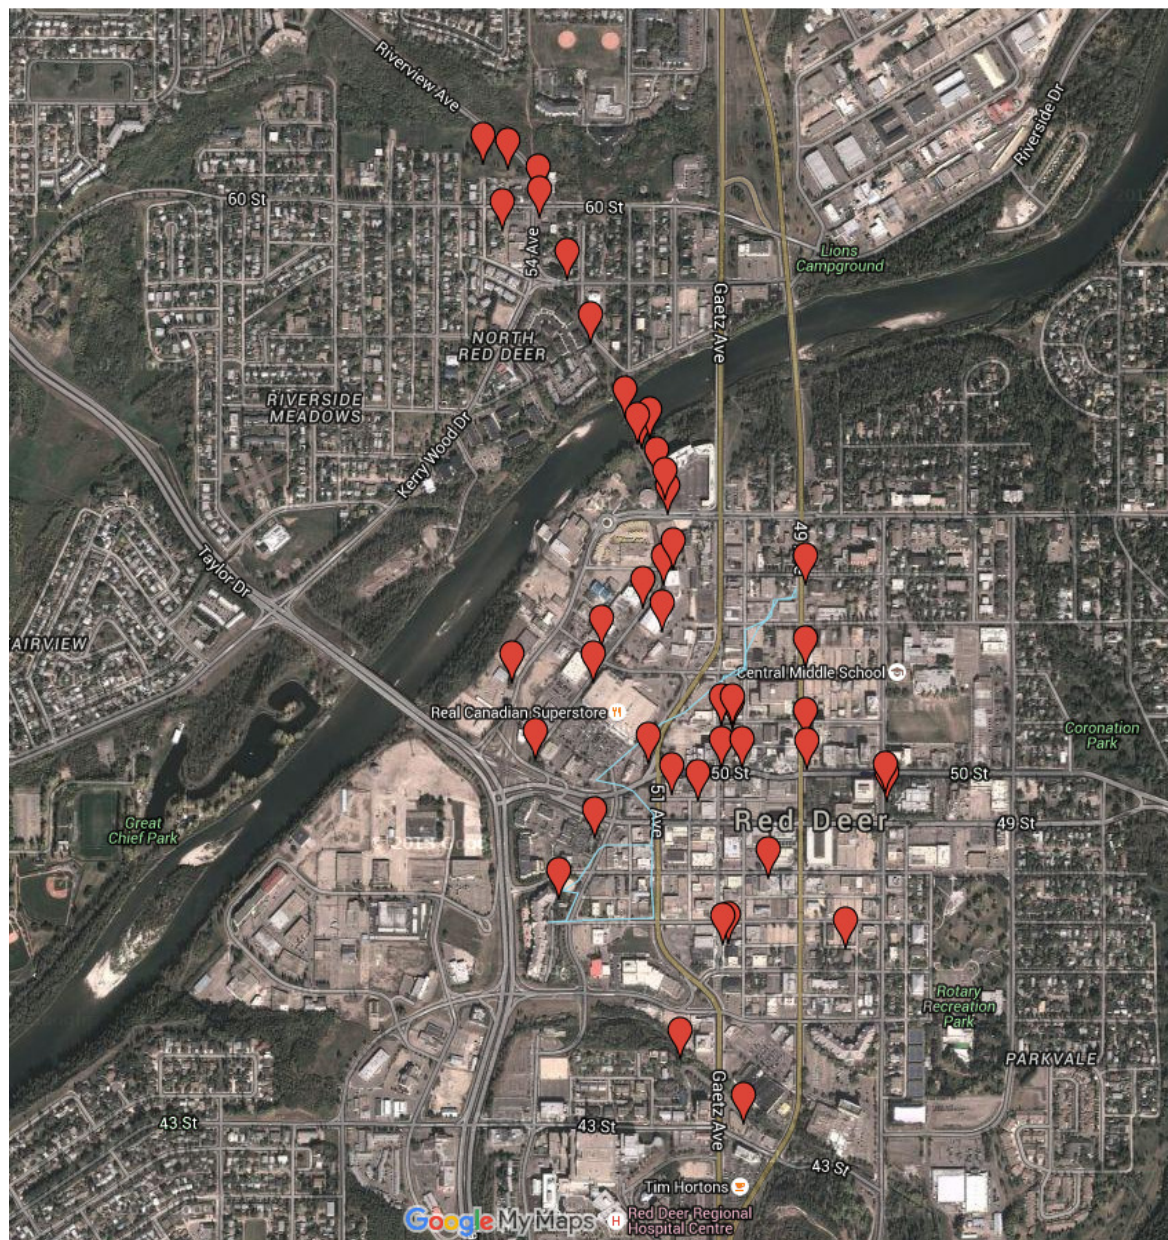 Riverview Ave
Riverside Dr
60 St
60 St
54 Ave
Lions
Campground
Gaetz Ave
NORTH
RED DEER
RIVERSIDE
MEADOWS
Kerry Wood Dr
49
Taylor Dr
AIRVIEW
Central Middle School
Real Canadian Superstore
Coronation
Park
50 St
50 St
51 Ave
Great
Chief Park
Red Deer
49 St
Rotary
Recreation
Park
PARKVALE
Gaetz Ave
43 St
43 St
43 St
Tim Hortons
Google My Maps
H
Red Deer Regional
Hospital Centre